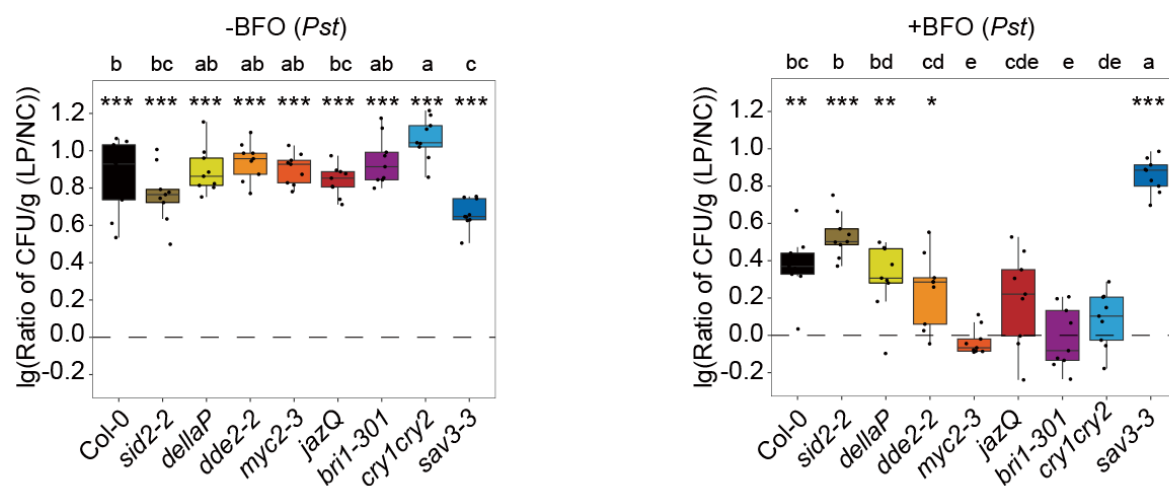 -BFO (Pst)
b bc ab ab ab bc ab a c
*** *** *** *** *** *** *** *** ***
lg(Ratio of CFU/g (LP/NC))
1.2
1.0
0.8
0.6
0.4
0.2
0.0
-0.2
Col-0
sid2-2
dellaP
dde2-2
myc2-3
jazQ
bri1-301
cry1cry2
sav3-3
+BFO (Pst)
bc b bd cd e cde e de a
** *** ** * ***
lg(Ratio of CFU/g (LP/NC))
1.2
1.0
0.8
0.6
0.4
0.2
0.0
-0.2
Col-0
sid2-2
dellaP
dde2-2
myc2-3
jazQ
bri1-301
cry1cry2
sav3-3